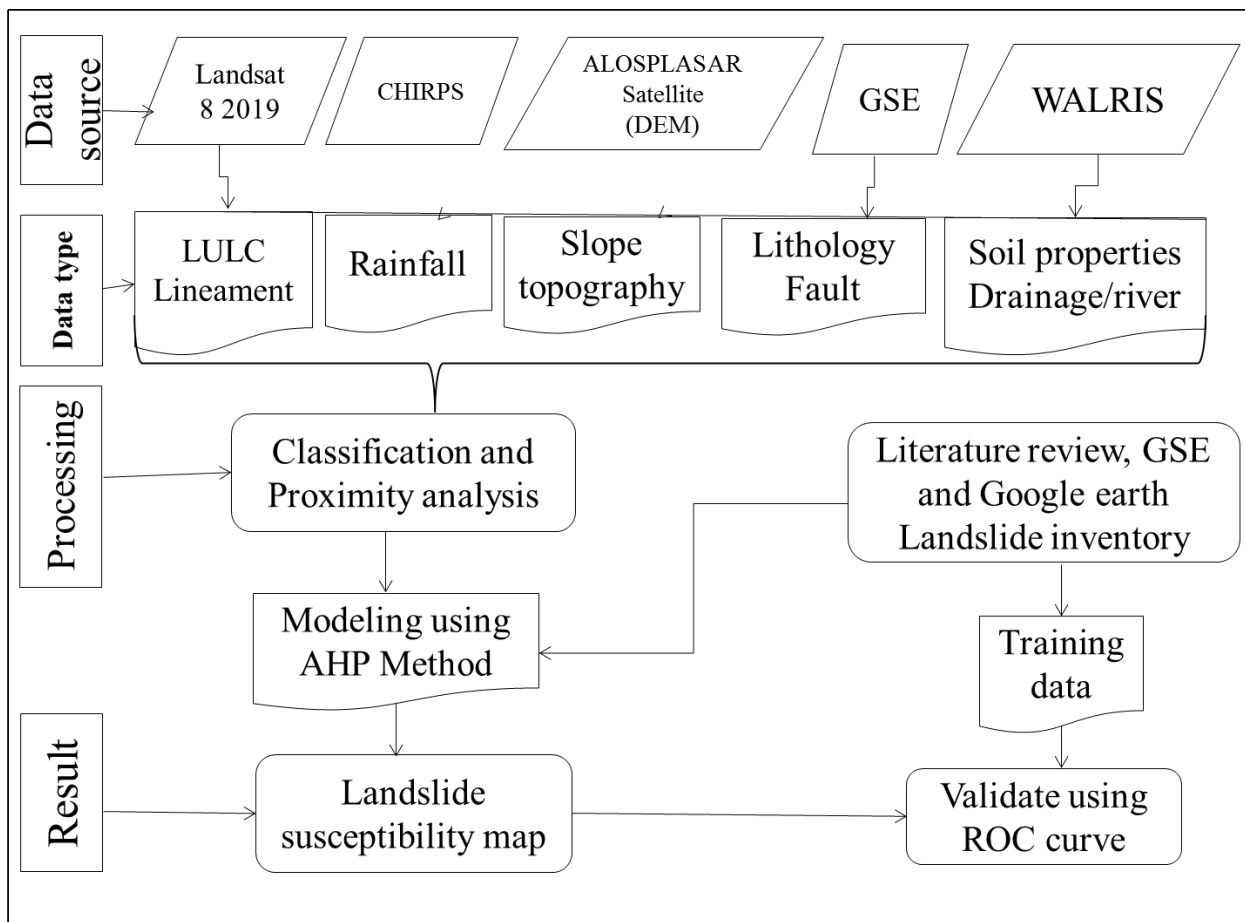 Data
source
Landsat
8 2019
CHIRPS
ALOSPLASAR
Satellite
(DEM)
GSE
WALRIS
Data type
LULC
Lineament
Rainfall
Slope
topography
Lithology
Fault
Soil properties
Drainage/river
Processing
Classification and
Proximity analysis
Literature review, GSE
and Google earth
Landslide inventory
Modeling using
AHP Method
Training
data
Result
Landslide
susceptibility map
Validate using
ROC curve